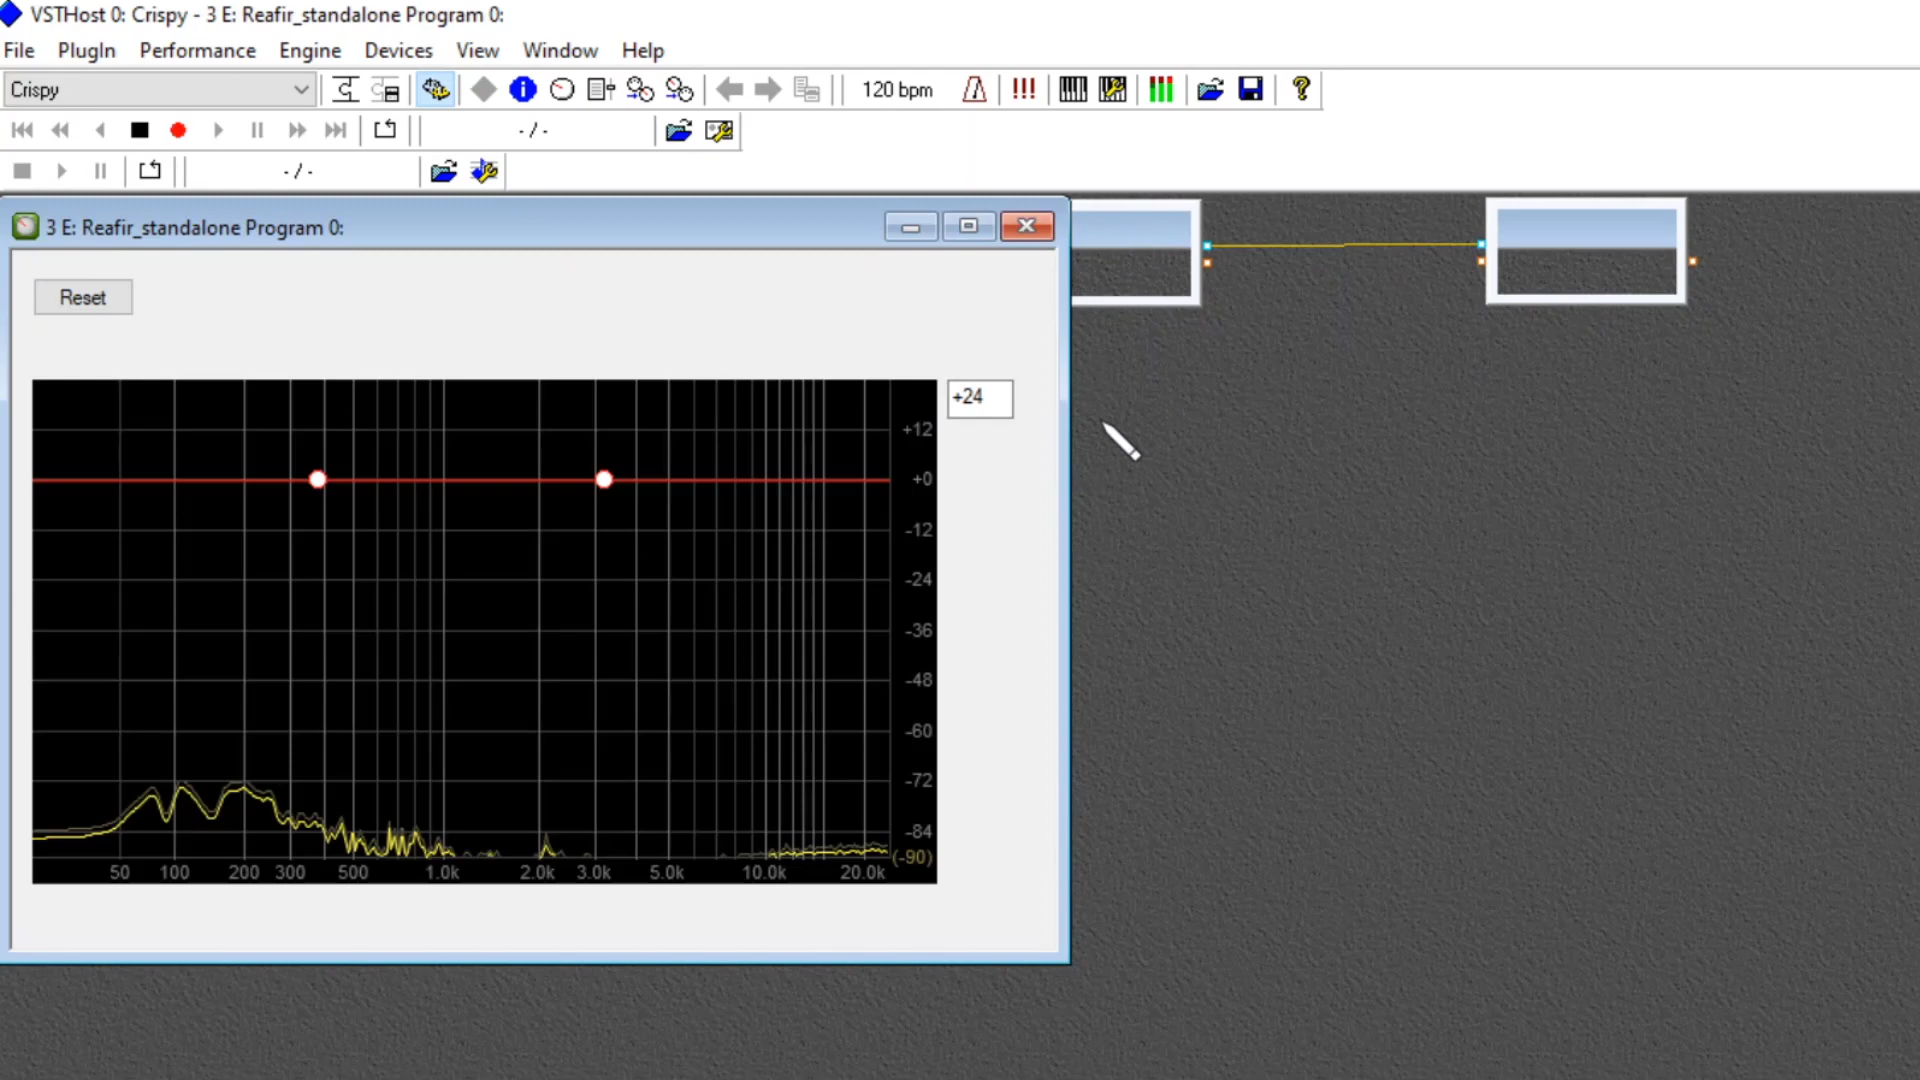 VSTHost 0: Crispy - 3 E: Reafir_standalone Program 0:
File PlugIn Performance Engine Devices View Window Help
Crispy 120 bpm !!! ?
- / -
- / -
3 E: Reafir_standalone Program 0:
Reset
+24
+12
+0
-12
-24
-36
-48
-60
-72
-84
(-90)
50 100 200 300 500 1.0k 2.0k 3.0k 5.0k 10.0k 20.0k